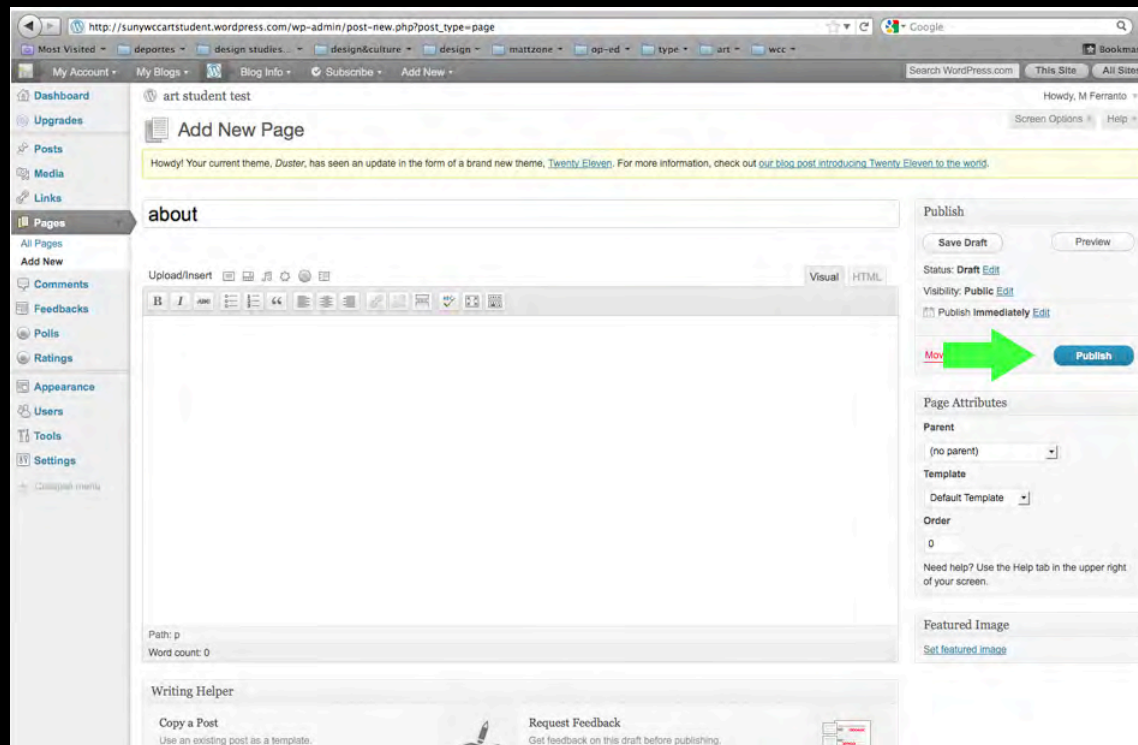 http://sunywccartstudent.wordpress.com/wp-admin/post-new.php?post_type=page
Google
Most Visited deportes design studies... design&culture design mattzone op-ed type art wcc
My Account My Blogs Blog Info Subscribe Add New
Search WordPress.com This Site
Dashboard
art student test
Howdy, M Ferranto
Upgrades
Screen Options Help
Add New Page
Posts
Howdy! Your current theme, Duster, has seen an update in the form of a brand new theme, Twenty Eleven. For more information, check out our blog post introducing Twenty Eleven to the world.
Media
Links
Pages
about
Publish
All Pages
Save Draft Preview
Add New
Upload/Insert
Visual HTML
Status: Draft Edit
Comments
Visibility: Public Edit
B I ABC
Feedbacks
Publish immediately Edit
Polls
Ratings
Publish
Appearance
Page Attributes
Users
Parent
Tools
(no parent)
Settings
Template
Collapse menu
Default Template
Order
0
Need help? Use the Help tab in the upper right
of your screen.
Featured Image
Path: p
Set featured image
Word count: 0
Writing Helper
Copy a Post
Request Feedback
Use an existing post as a template.
Get feedback on this draft before publishing.